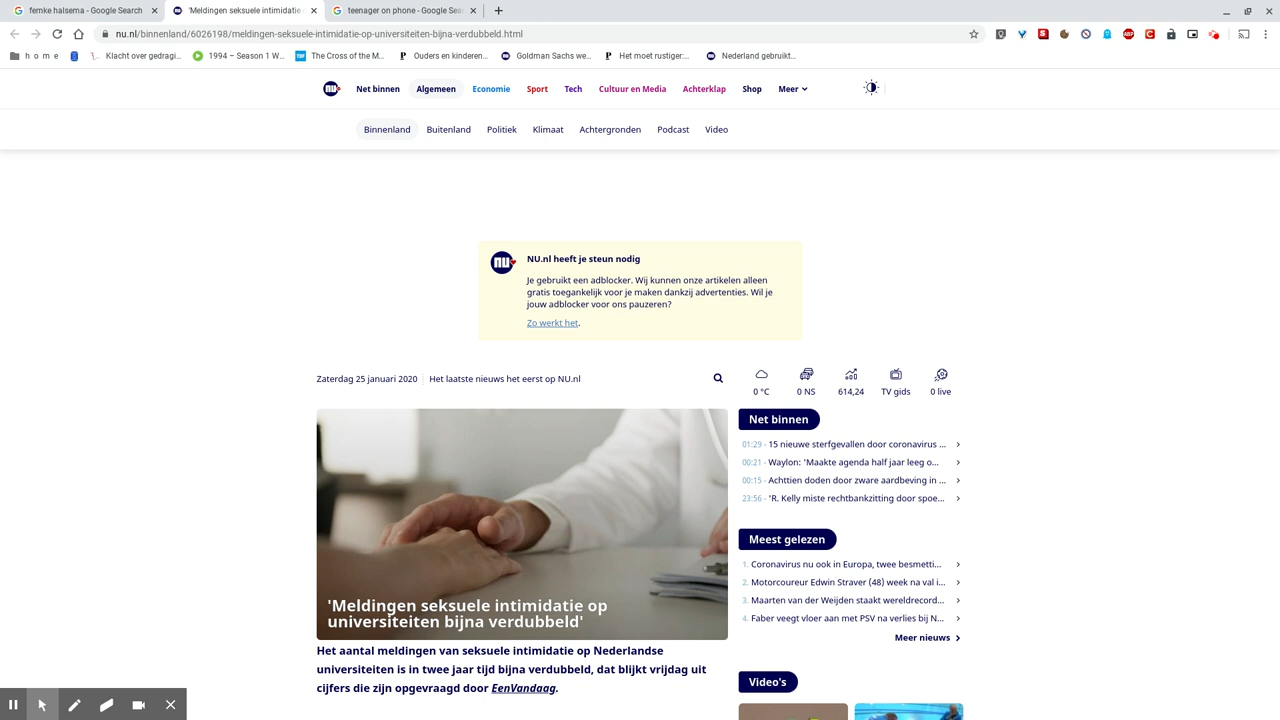 femke halsema - Google Search
'Meldingen seksuele intimidatie
teenager on phone - Google Sea
nu.nl/binnenland/6026198/meldingen-seksuele-intimidatie-op-universiteiten-bijna-verdubbeld.html
h o m e
Klacht over gedragi...
1994 – Season 1 W...
TBP
The Cross of the M...
P
Ouders en kinderen...
Goldman Sachs we...
P
Het moet rustiger:...
Nederland gebruikt...
nu
Net binnen
Algemeen
Economie
Sport
Tech
Cultuur en Media
Achterklap
Shop
Meer
Binnenland
Buitenland
Politiek
Klimaat
Achtergronden
Podcast
Video
nu
NU.nl heeft je steun nodig
Je gebruikt een adblocker. Wij kunnen onze artikelen alleen
gratis toegankelijk voor je maken dankzij advertenties. Wil je
jouw adblocker voor ons pauzeren?
Zo werkt het.
Zaterdag 25 januari 2020
Het laatste nieuws het eerst op NU.nl
0 °C
0 NS
614,24
TV gids
0 live
'Meldingen seksuele intimidatie op
universiteiten bijna verdubbeld'
Het aantal meldingen van seksuele intimidatie op Nederlandse
universiteiten is in twee jaar tijd bijna verdubbeld, dat blijkt vrijdag uit
cijfers die zijn opgevraagd door EenVandaag.
Net binnen
01:29 - 15 nieuwe sterfgevallen door coronavirus ...
00:21 - Waylon: 'Maakte agenda half jaar leeg o...
00:15 - Achttien doden door zware aardbeving in ...
23:56 - 'R. Kelly miste rechtbankzitting door spoe...
Meest gelezen
1. Coronavirus nu ook in Europa, twee besmetti...
2. Motorcoureur Edwin Straver (48) week na val i...
3. Maarten van der Weijden staakt wereldrecord...
4. Faber veegt vloer aan met PSV na verlies bij N...
Meer nieuws
Video's